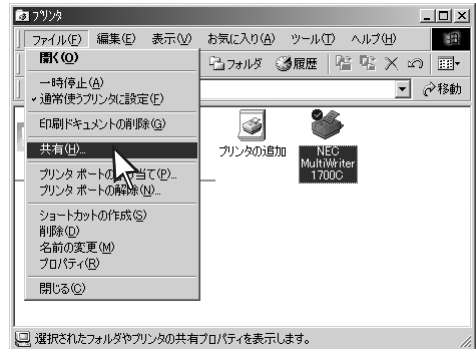 プリンタ
ファイル(F) 編集(E) 表示(V) お気に入り(A) ツール(T) ヘルプ(H)
開く(O)
フォルダ 履歴
一時停止(A)
通常使うプリンタに設定(F)
移動
印刷ドキュメントの削除(G)
共有(H)...
プリンタの追加
NEC
MultiWriter
1700C
プリンタ ポートの 当て(P)...
プリンタ ポートの解除(N)...
ショートカットの作成(S)
削除(D)
名前の変更(M)
プロパティ(R)
閉じる(C)
選択されたフォルダやプリンタの共有プロパティを表示します。